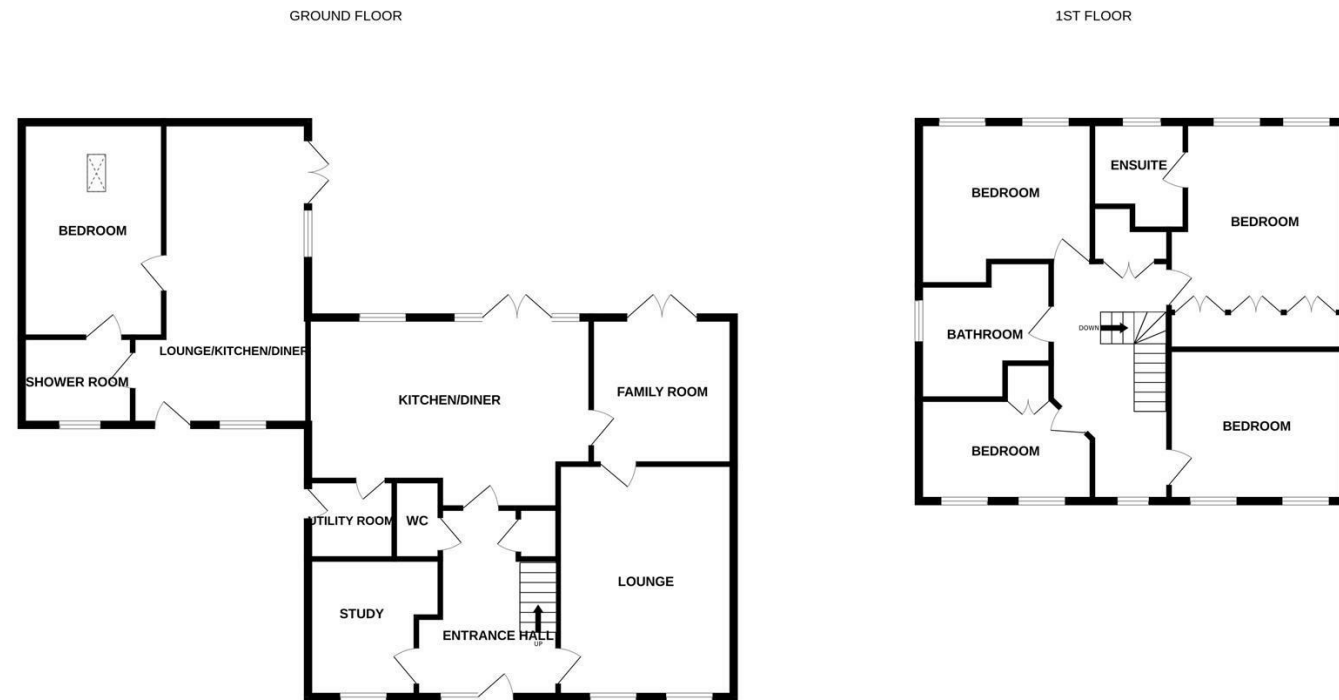 GROUND FLOOR
BEDROOM
SHOWER ROOM
LOUNGE/KITCHEN/DINER
KITCHEN/DINER
FAMILY ROOM
UTILITY ROOM
WC
STUDY
ENTRANCE HALL
UP
LOUNGE
1ST FLOOR
BEDROOM
ENSUITE
BEDROOM
BATHROOM
DOWN
BEDROOM
BEDROOM